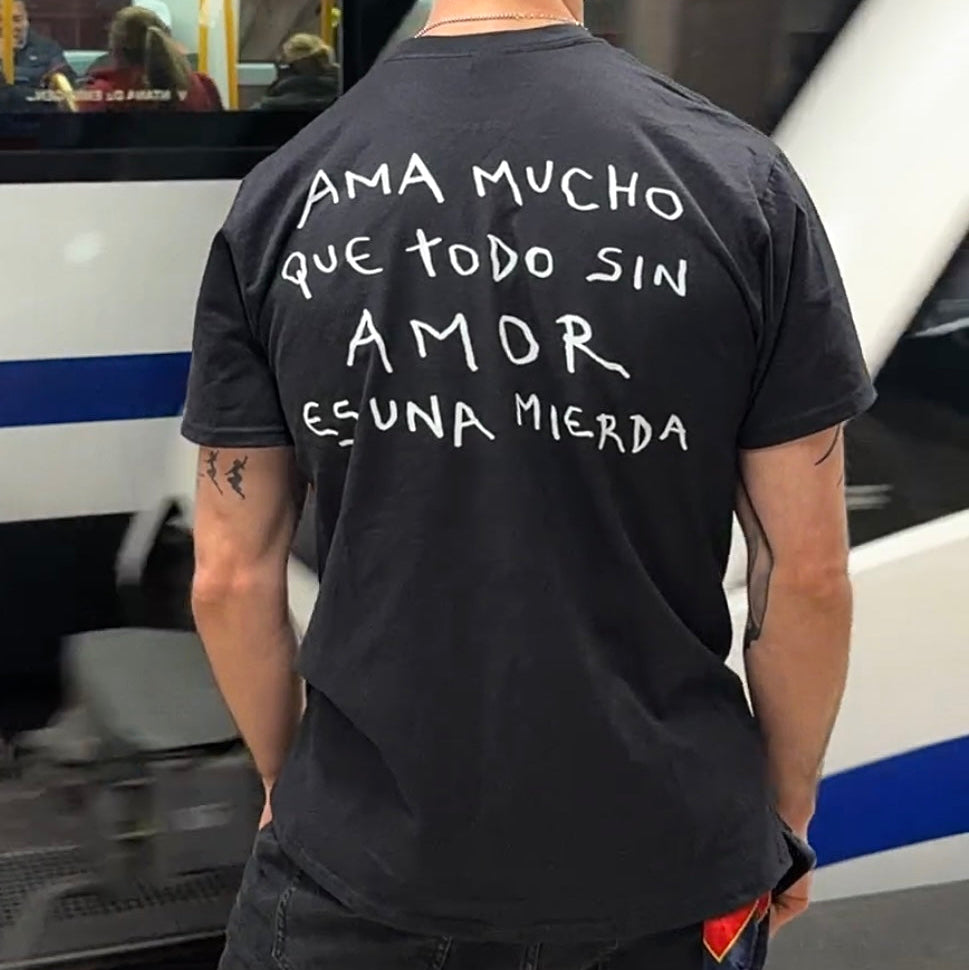 AMA MUCHO
QUE TODO SIN
AMOR
ES UNA MIERDA